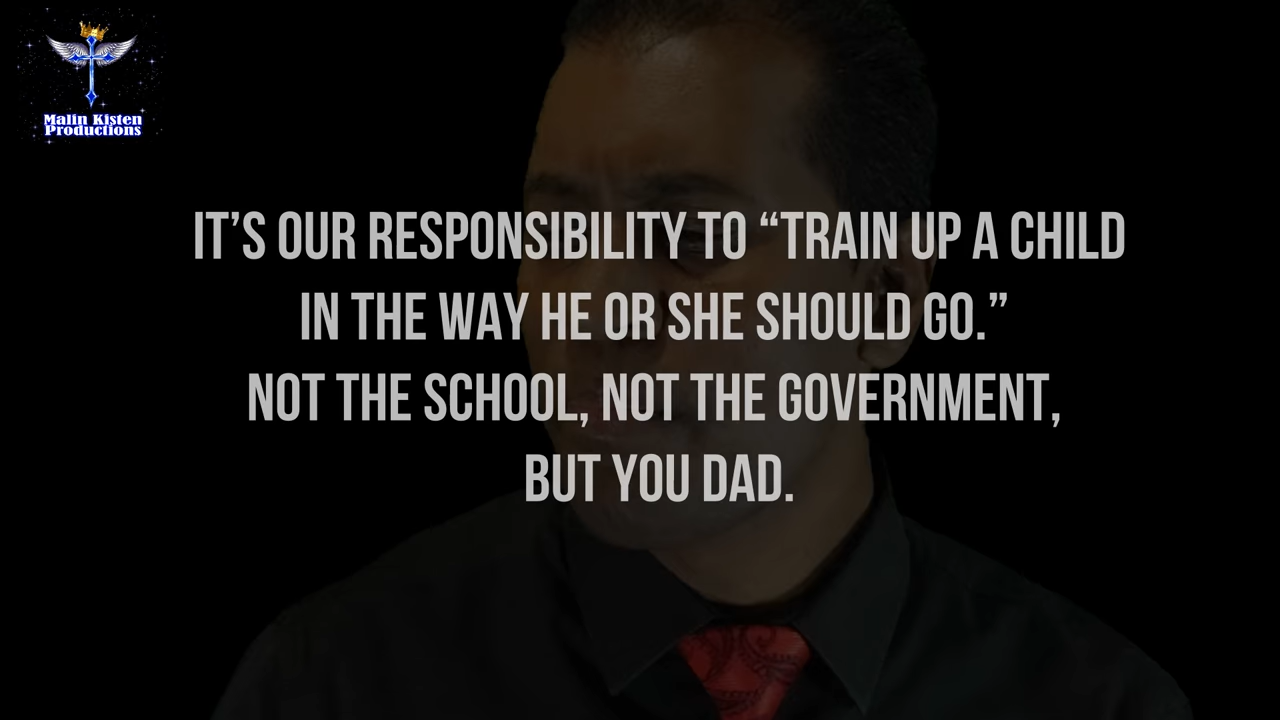 Malin Kisten
Productions
IT’S OUR RESPONSIBILITY TO “TRAIN UP A CHILD
IN THE WAY HE OR SHE SHOULD GO.”
NOT THE SCHOOL, NOT THE GOVERNMENT,
BUT YOU DAD.